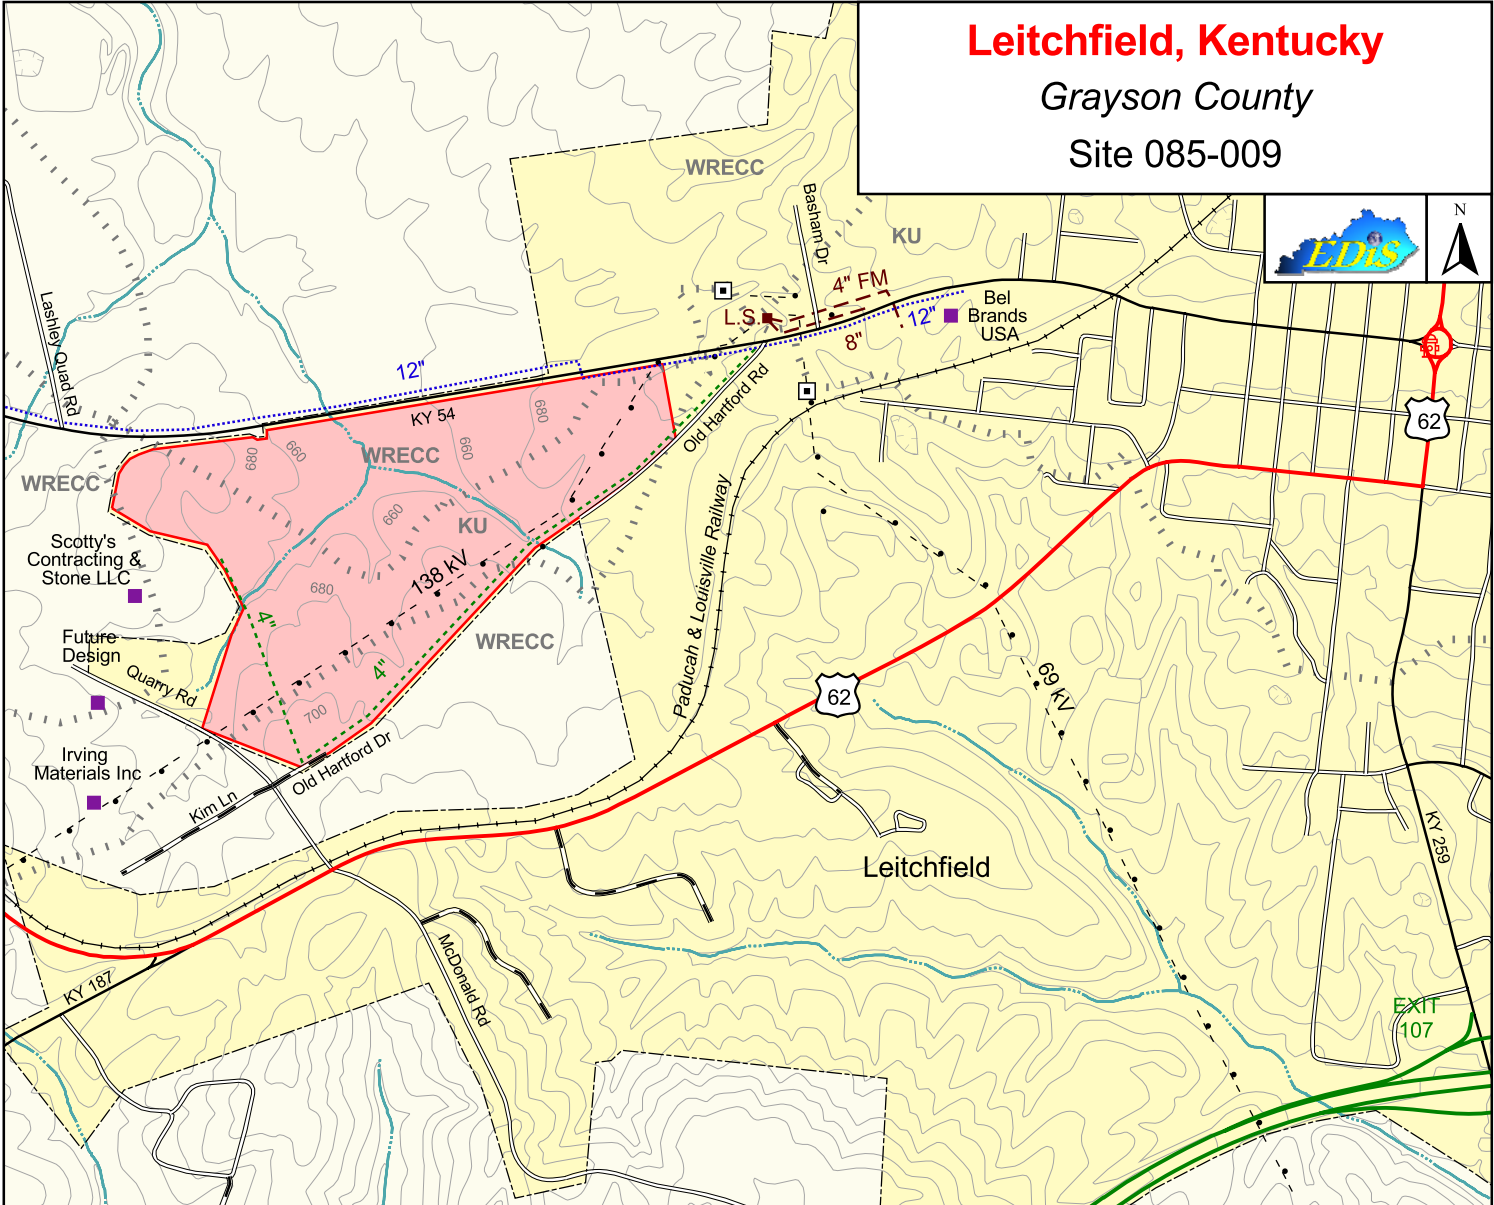 Leitchfield, Kentucky
Grayson County
Site 085-009
EDiS
N
WRECC
Basham Dr
KU
4" FM
L.S.
12"
8"
Bel
Brands
USA
Lashley Quad Rd
12"
KY 54
Old Hartford Rd
62
680
660
680
660
WRECC
WRECC
660
KU
Scotty's
Contracting &
Stone LLC
138 kV
680
4"
4"
WRECC
Future
Design
Quarry Rd
700
Paducah & Louisville Railway
62
69 kV
Irving
Materials Inc
Kim Ln
Old Hartford Dr
KY 259
Leitchfield
McDonald Rd
KY 187
EXIT
107